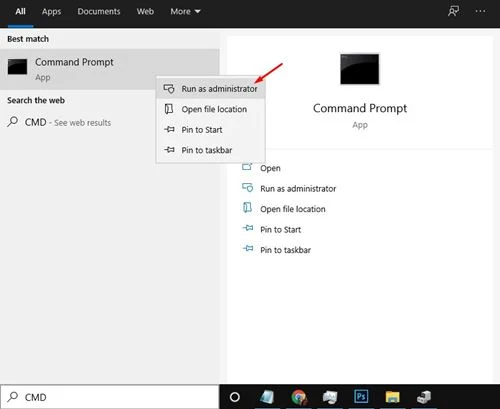 All Apps Documents Web More
Best match
Command Prompt
App
Search the web
CMD - See web results
Run as administrator
Open file location
Pin to Start
Pin to taskbar
Command Prompt
App
Open
Run as administrator
Open file location
Pin to Start
Pin to taskbar
CMD
Ps